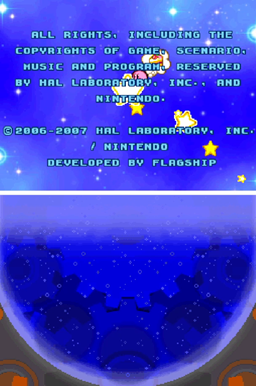 ALL RIGHTS, INCLUDING THE
COPYRIGHTS OF GAME, SCENARIO,
MUSIC AND PROGRAM, RESERVED
BY HAL LABORATORY, INC., AND
NINTENDO.
©2006-2007 HAL LABORATORY, INC.
/ NINTENDO
DEVELOPED BY FLAGSHIP